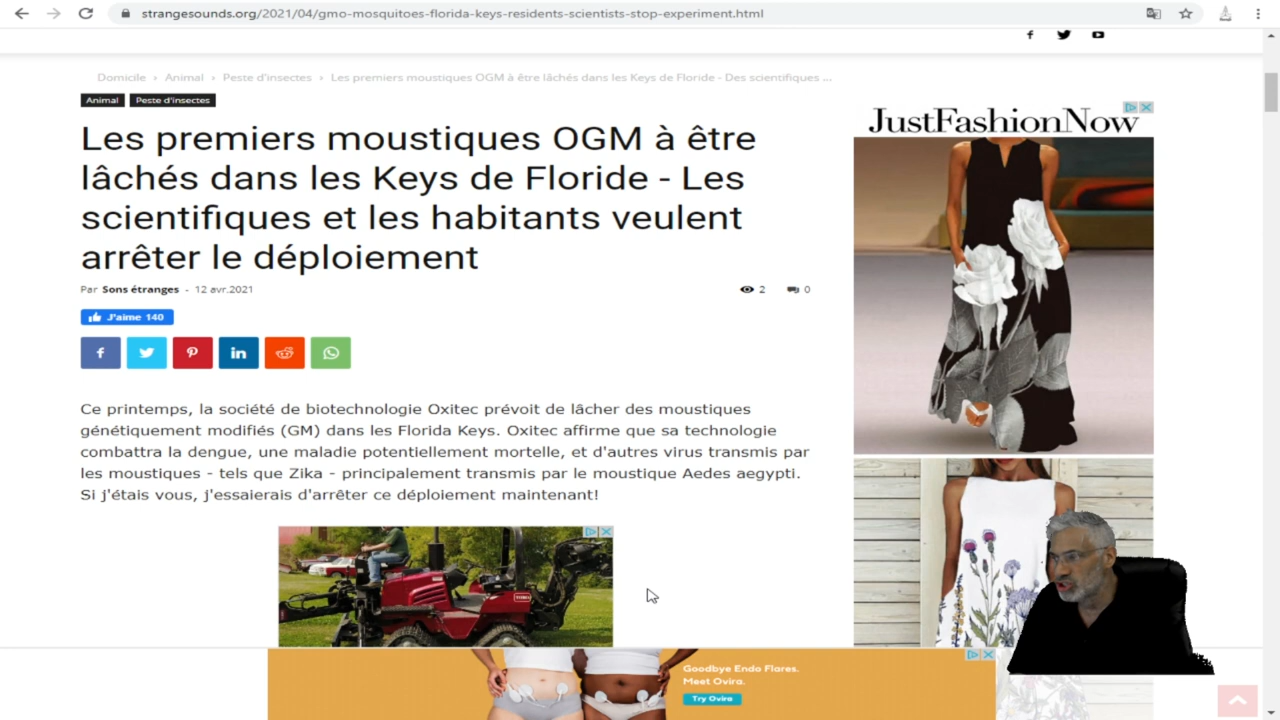 strangesounds.org/2021/04/gmo-mosquitoes-florida-keys-residents-scientists-stop-experiment.html
Domicile › Animal › Peste d'insectes › Les premiers moustiques OGM à être lâchés dans les Keys de Floride - Des scientifiques ...
Animal Peste d'insectes
Les premiers moustiques OGM à être
lâchés dans les Keys de Floride - Les
scientifiques et les habitants veulent
arrêter le déploiement
Par Sons étranges - 12 avr.2021 2 0
J'aime 140
Ce printemps, la société de biotechnologie Oxitec prévoit de lâcher des moustiques
génétiquement modifiés (GM) dans les Florida Keys. Oxitec affirme que sa technologie
combattra la dengue, une maladie potentiellement mortelle, et d'autres virus transmis par
les moustiques - tels que Zika - principalement transmis par le moustique Aedes aegypti.
Si j'étais vous, j'essaierais d'arrêter ce déploiement maintenant!
JustFashionNow
TORO
Goodbye Endo Flares.
Meet Ovira.
Try Ovira